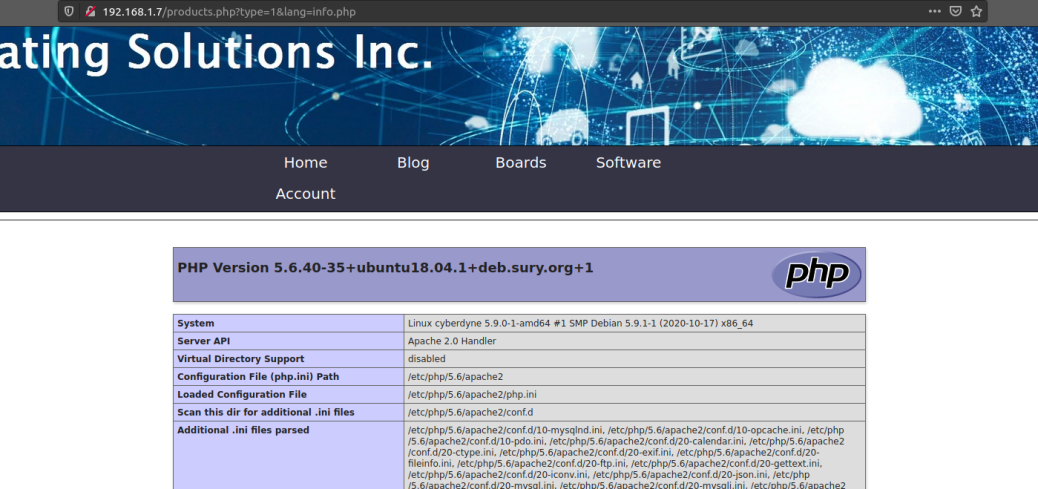 192.168.1.7/products.php?type=1&lang=info.php
ating Solutions Inc.
Home Blog Boards Software
Account
PHP Version 5.6.40-35+ubuntu18.04.1+deb.sury.org+1
php
System Linux cyberdyne 5.9.0-1-amd64 #1 SMP Debian 5.9.1-1 (2020-10-17) x86_64
Server API Apache 2.0 Handler
Virtual Directory Support disabled
Configuration File (php.ini) Path /etc/php/5.6/apache2
Loaded Configuration File /etc/php/5.6/apache2/php.ini
Scan this dir for additional .ini files /etc/php/5.6/apache2/conf.d
Additional .ini files parsed /etc/php/5.6/apache2/conf.d/10-mysqlnd.ini, /etc/php/5.6/apache2/conf.d/10-opcache.ini, /etc/php
/5.6/apache2/conf.d/10-pdo.ini, /etc/php/5.6/apache2/conf.d/20-calendar.ini, /etc/php/5.6/apache2
/conf.d/20-ctype.ini, /etc/php/5.6/apache2/conf.d/20-exif.ini, /etc/php/5.6/apache2/conf.d/20-
fileinfo.ini, /etc/php/5.6/apache2/conf.d/20-ftp.ini, /etc/php/5.6/apache2/conf.d/20-gettext.ini,
/etc/php/5.6/apache2/conf.d/20-iconv.ini, /etc/php/5.6/apache2/conf.d/20-json.ini, /etc/php
/5.6/apache2/conf.d/20-mysql.ini, /etc/php/5.6/apache2/conf.d/20-mysqli.ini, /etc/php/5.6/apache2